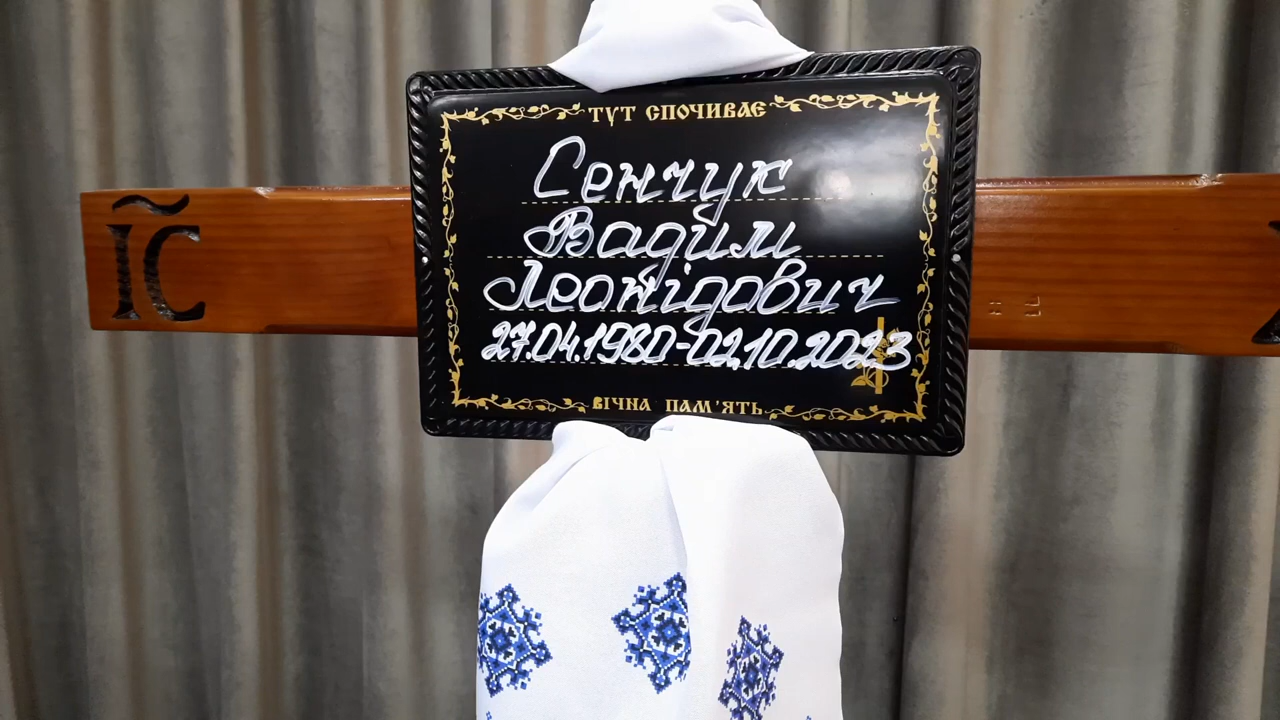 ТУТ СПОЧИВАЄ
Сенчук
Вадим
Леонідович
27.04.1980-02.10.2023
ВІЧНА ПАМ'ЯТЬ
ІС